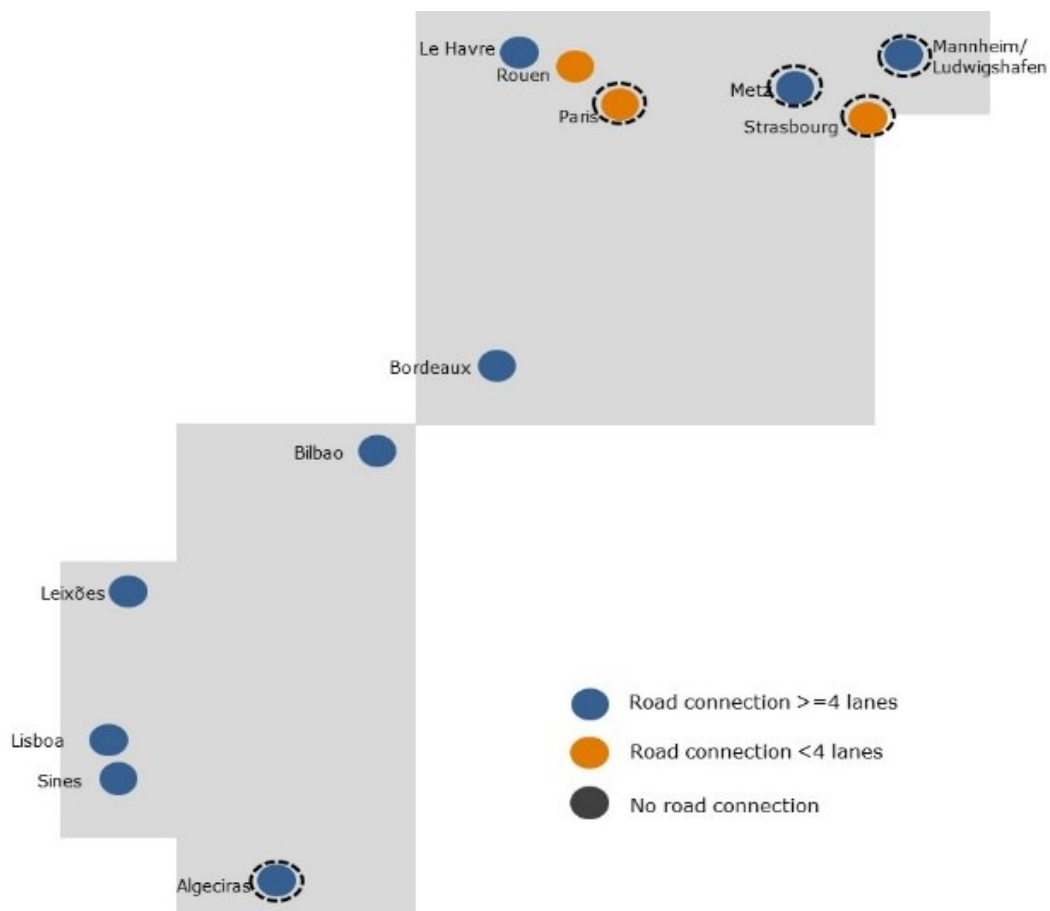 Le Havre
Rouen
Paris
Metz
Mannheim/
Ludwigshafen
Strasbourg
Bordeaux
Bilbao
Leixões
Lisboa
Sines
Algeciras
Road connection >=4 lanes
Road connection <4 lanes
No road connection